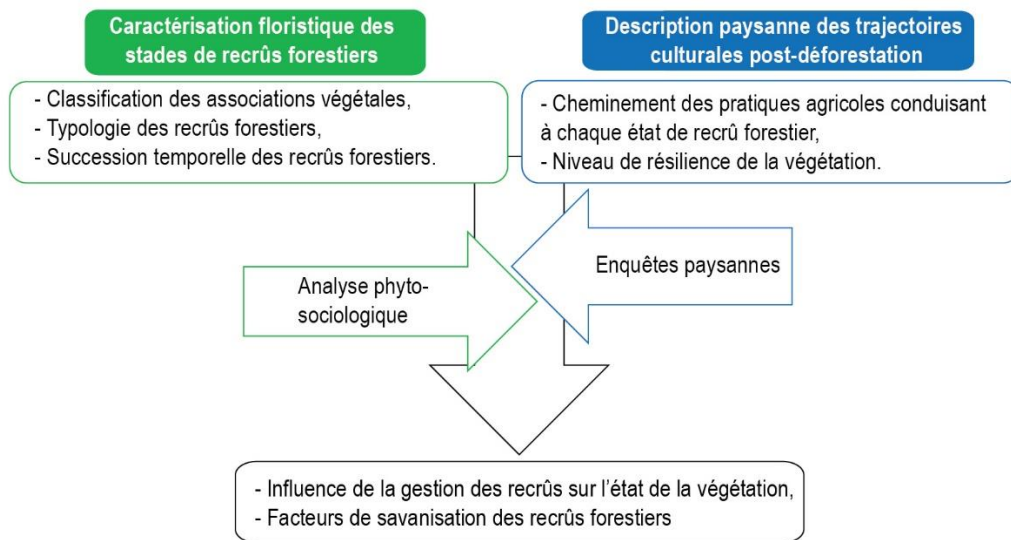 Caractérisation floristique des
stades de recrûs forestiers
- Classification des associations végétales,
- Typologie des recrûs forestiers,
- Succession temporelle des recrûs forestiers.
Description paysanne des trajectoires
culturales post-déforestation
- Cheminement des pratiques agricoles conduisant
à chaque état de recrû forestier,
- Niveau de résilience de la végétation.
Analyse phyto-
sociologique
Enquêtes paysannes
- Influence de la gestion des recrûs sur l'état de la végétation,
- Facteurs de savanisation des recrûs forestiers